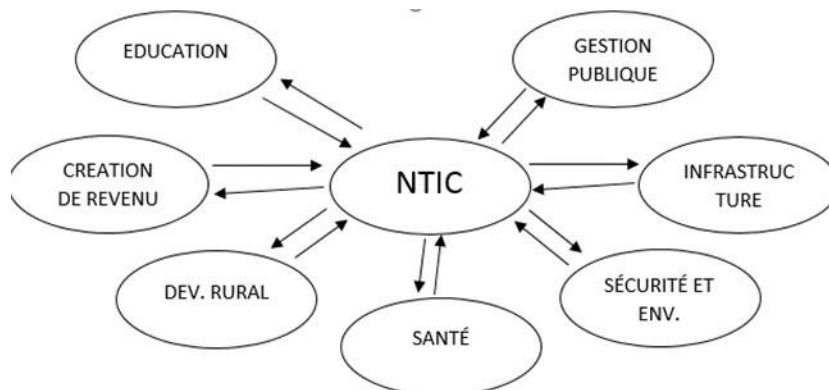 EDUCATION
GESTION
PUBLIQUE
CREATION
DE REVENU
NTIC
INFRASTRUC
TURE
DEV. RURAL
SANTÉ
SÉCURITÉ ET
ENV.